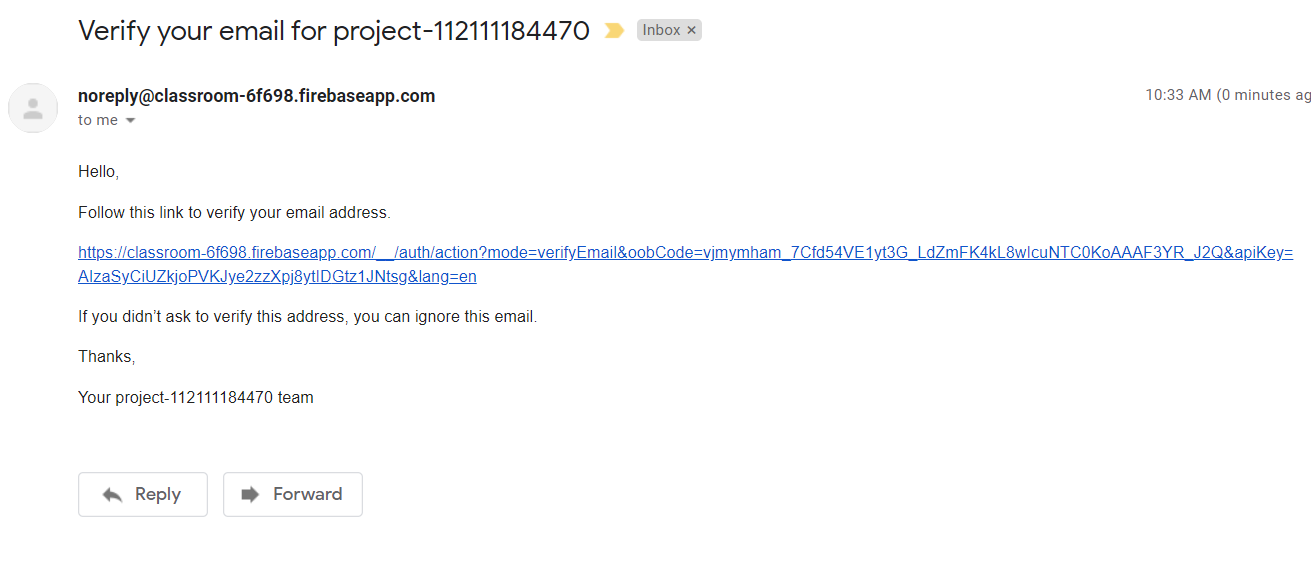 Verify your email for project-112111184470 Inbox ×
noreply@classroom-6f698.firebaseapp.com 10:33 AM (0 minutes ag
to me
Hello,
Follow this link to verify your email address.
https://classroom-6f698.firebaseapp.com/__/auth/action?mode=verifyEmail&oobCode=vjmymham_7Cfd54VE1yt3G_LdZmFK4kL8wlcuNTC0KoAAAF3YR_J2Q&apiKey=
AIzaSyCiUZkjoPVKJye2zzXpj8ytlDGtz1JNtsg&lang=en
If you didn’t ask to verify this address, you can ignore this email.
Thanks,
Your project-112111184470 team
Reply Forward